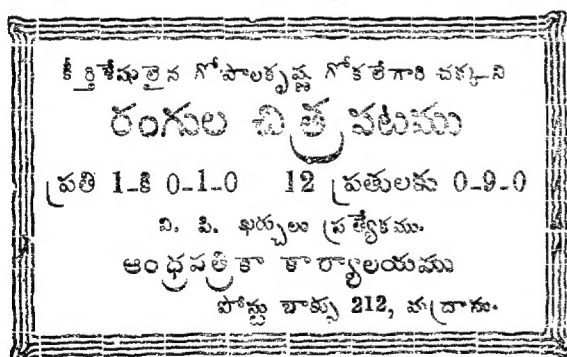 కీర్తిశేషులైన గోపాలకృష్ణ గోకలేగారి చక్కని
రంగుల చిత్రపటము
ప్రతి 1-కి 0-1-0 12 ప్రతులకు 0-9-0
వి. పి. ఖర్చులు ప్రత్యేకము.
ఆంధ్రపత్రికా కార్యాలయము
పోస్టు బాక్సు 212, మద్రాసు.